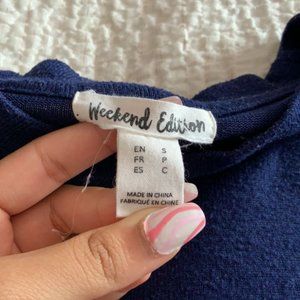 Weekend Edition
EN S
FR P
ES C
MADE IN CHINA
FABRIQUÉ EN CHINE